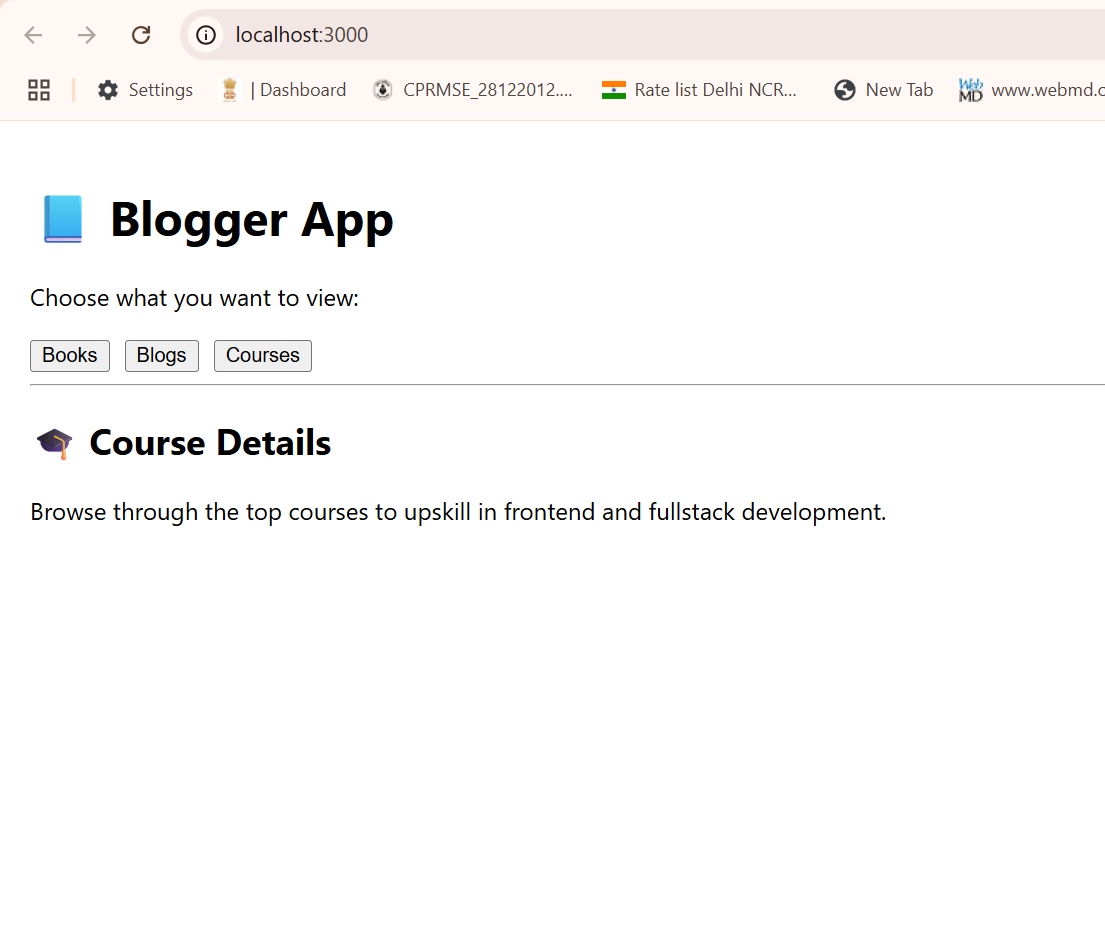 localhost:3000
Settings | Dashboard CPRMSE_28122012.... Rate list Delhi NCR... New Tab Web MD www.webmd.c
Blogger App
Choose what you want to view:
Books Blogs Courses
Course Details
Browse through the top courses to upskill in frontend and fullstack development.